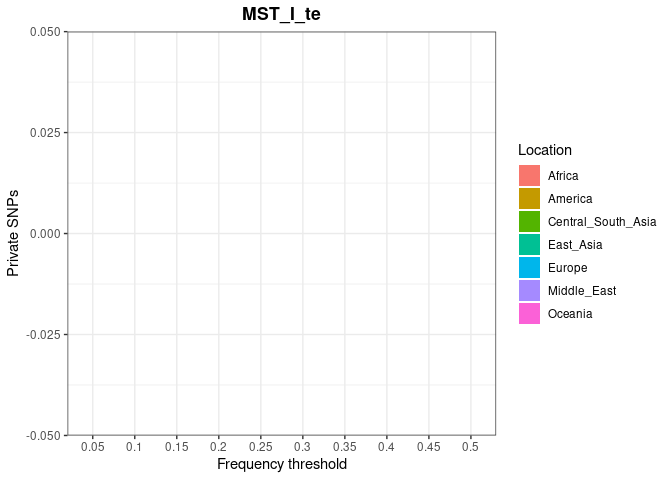 MST_I_te
0.050
0.025
0.000
-0.025
-0.050
Private SNPs
0.05 0.1 0.15 0.2 0.25 0.3 0.35 0.4 0.45 0.5
Frequency threshold
Location
Africa
America
Central_South_Asia
East_Asia
Europe
Middle_East
Oceania